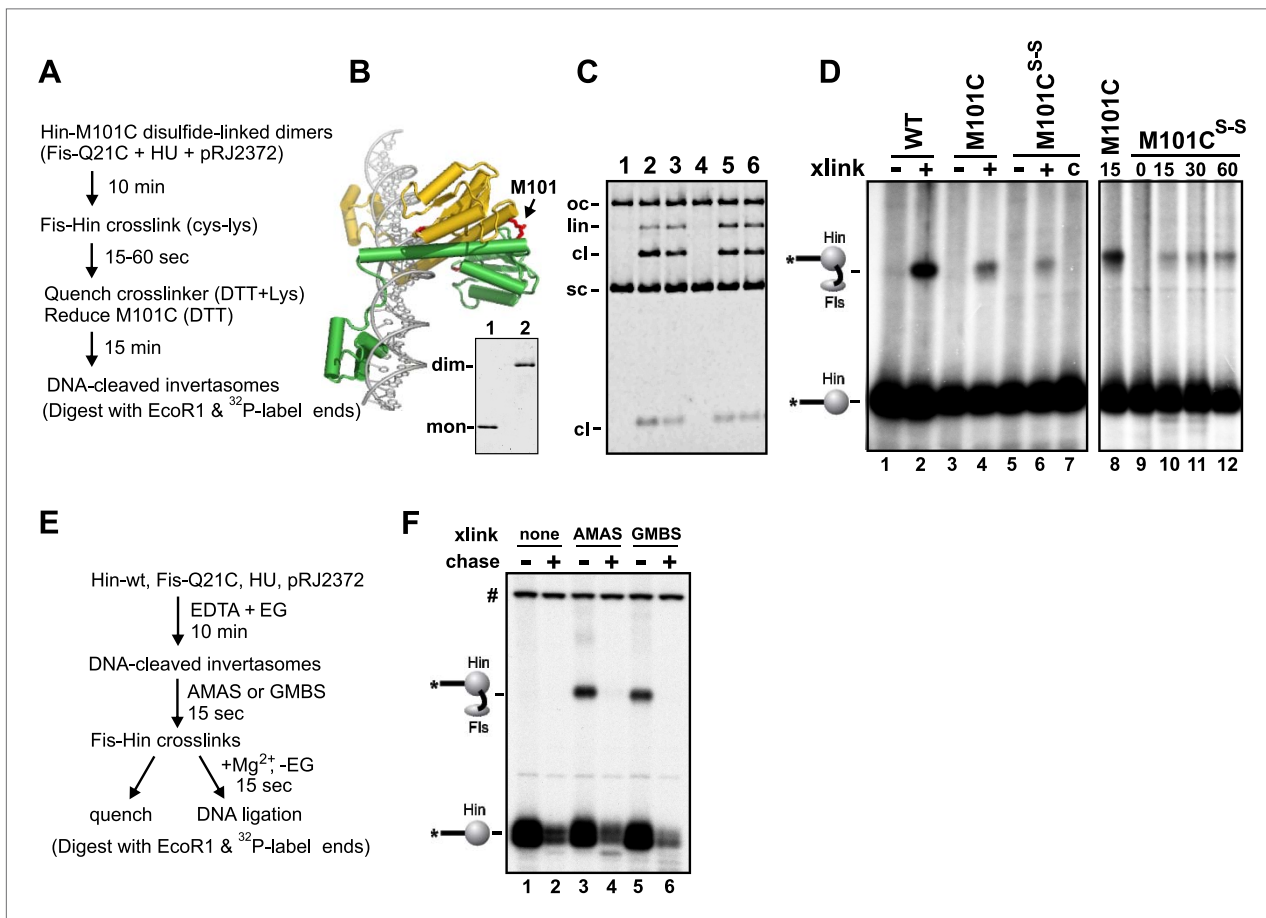 A
Hin-M101C disulfide-linked dimers
(Fis-Q21C + HU + pRJ2372)
10 min
Fis-Hin crosslink (cys-lys)
15-60 sec
Quench crosslinker (DTT+Lys)
Reduce M101C (DTT)
15 min
DNA-cleaved invertasomes
(Digest with EcoR1 & 32P-label ends)
B
M101
1 2
dim
mon
C
1 2 3 4 5 6
oc
lin
cl
sc
cl
D
WT
M101C
M101C S-S
M101C
M101C S-S
xlink - + - + - + C 15 0 15 30 60
Hin
*
Fis
Hin
*
1 2 3 4 5 6 7 8 9 10 11 12
E
Hin-wt, Fis-Q21C, HU, pRJ2372
EDTA + EG
10 min
DNA-cleaved invertasomes
AMAS or GMBS
15 sec
Fis-Hin crosslinks
+Mg2+, -EG
15 sec
quench DNA ligation
(Digest with EcoR1 & 32P-label ends)
F
xlink none AMAS GMBS
chase - + - + - +
#
Hin
*
Fis
Hin
*
1 2 3 4 5 6